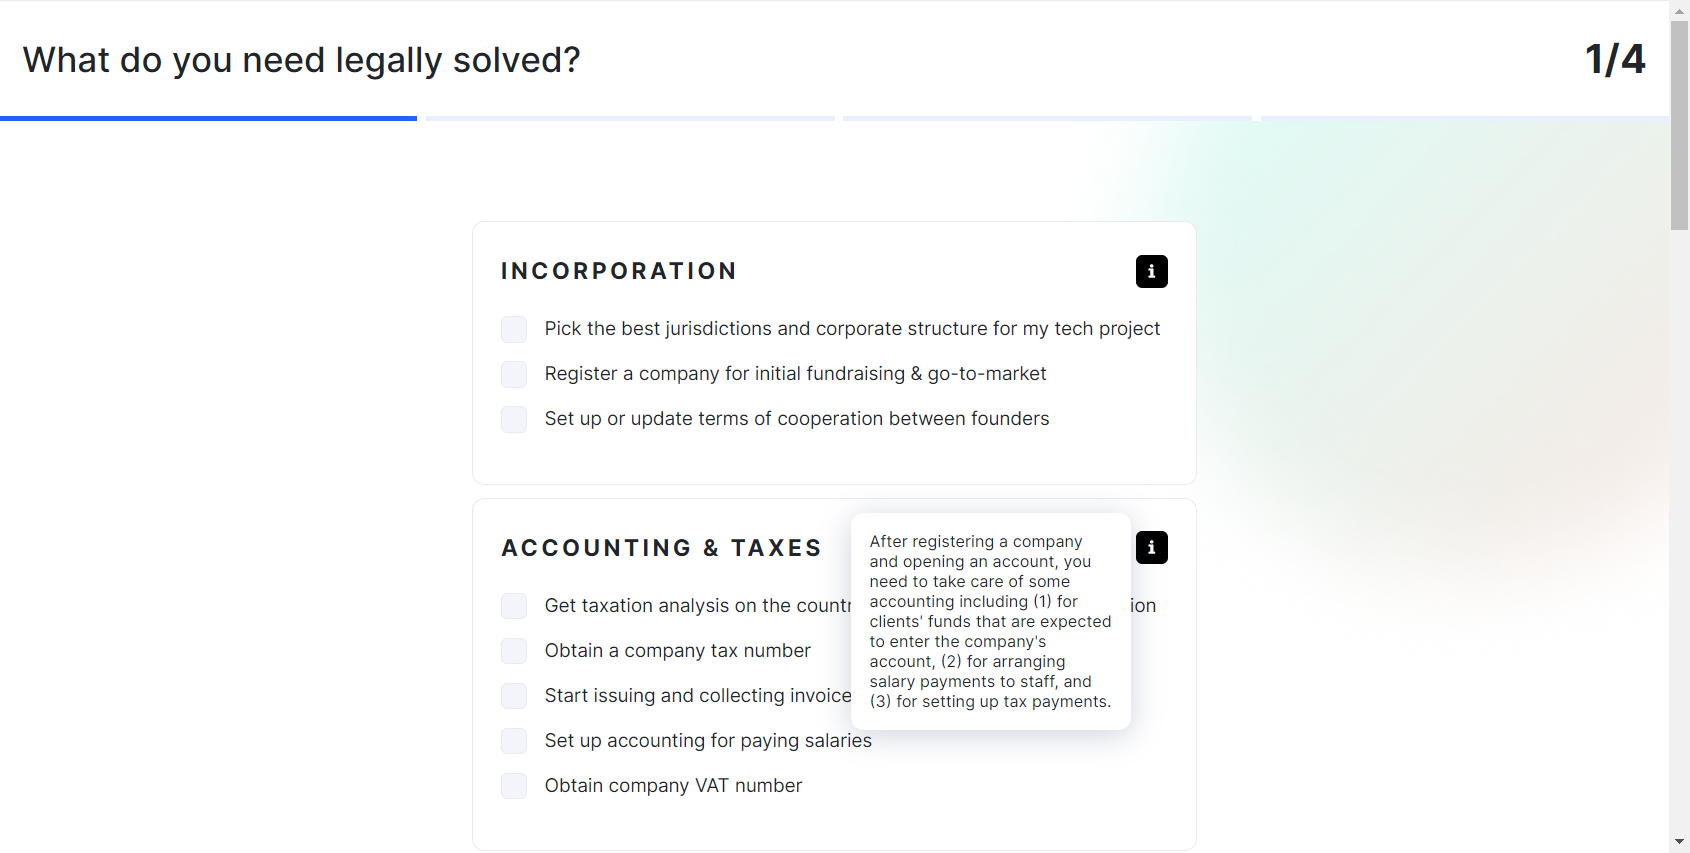 What do you need legally solved?
1/4
INCORPORATION
i
Pick the best jurisdictions and corporate structure for my tech project
Register a company for initial fundraising & go-to-market
Set up or update terms of cooperation between founders
ACCOUNTING & TAXES
i
After registering a company
and opening an account, you
need to take care of some
accounting including (1) for
clients' funds that are expected
to enter the company's
account, (2) for arranging
salary payments to staff, and
(3) for setting up tax payments.
Get taxation analysis on the
Obtain a company tax number
Start issuing and collecting
Set up accounting for paying salaries
Obtain company VAT number